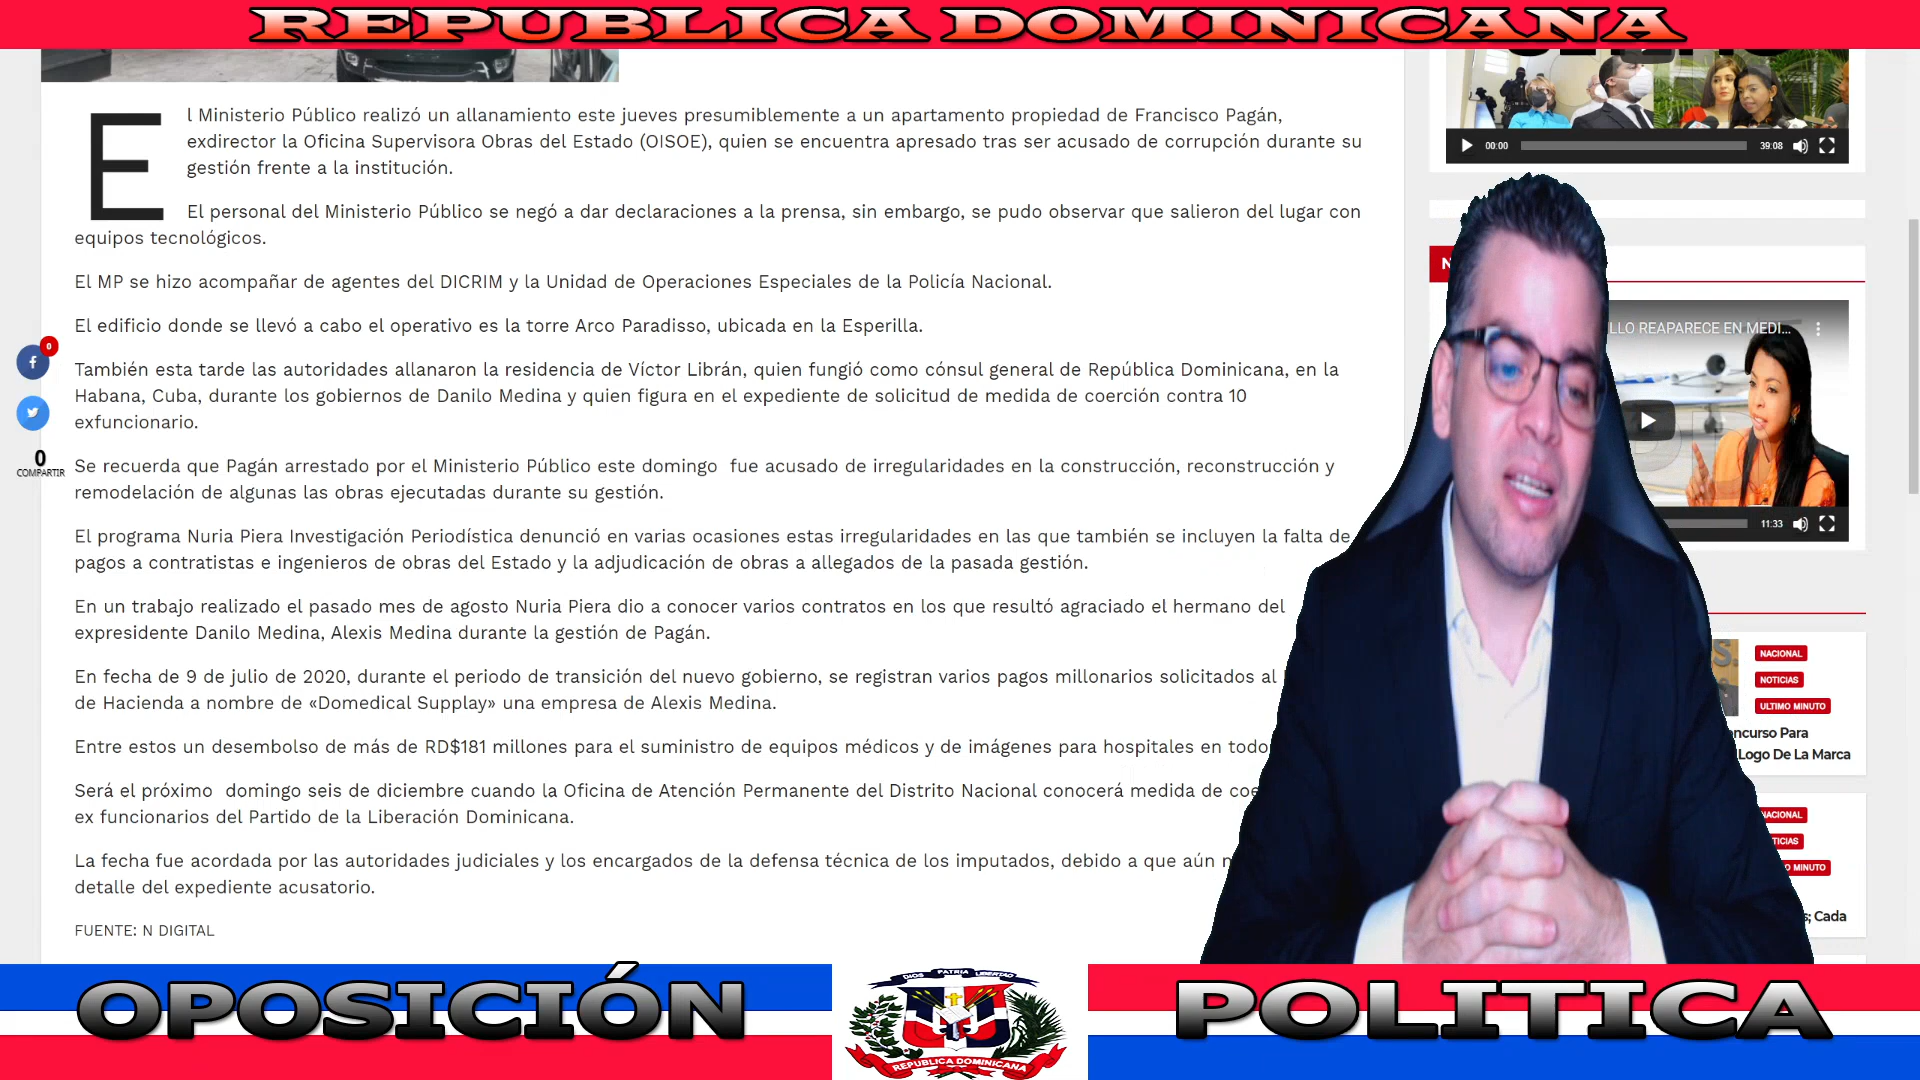 REPUBLICA DOMINICANA
El Ministerio Público realizó un allanamiento este jueves presumiblemente a un apartamento propiedad de Francisco Pagán,
exdirector la Oficina Supervisora Obras del Estado (OISOE), quien se encuentra apresado tras ser acusado de corrupción durante su
gestión frente a la institución.
El personal del Ministerio Público se negó a dar declaraciones a la prensa, sin embargo, se pudo observar que salieron del lugar con
equipos tecnológicos.
El MP se hizo acompañar de agentes del DICRIM y la Unidad de Operaciones Especiales de la Policía Nacional.
El edificio donde se llevó a cabo el operativo es la torre Arco Paradisso, ubicada en la Esperilla.
También esta tarde las autoridades allanaron la residencia de Víctor Librán, quien fungió como cónsul general de República Dominicana, en la
Habana, Cuba, durante los gobiernos de Danilo Medina y quien figura en el expediente de solicitud de medida de coerción contra 10
exfuncionario.
Se recuerda que Pagán arrestado por el Ministerio Público este domingo fue acusado de irregularidades en la construcción, reconstrucción y
remodelación de algunas las obras ejecutadas durante su gestión.
El programa Nuria Piera Investigación Periodística denunció en varias ocasiones estas irregularidades en las que también se incluyen la falta de
pagos a contratistas e ingenieros de obras del Estado y la adjudicación de obras a allegados de la pasada gestión.
En un trabajo realizado el pasado mes de agosto Nuria Piera dio a conocer varios contratos en los que resultó agraciado el hermano del
expresidente Danilo Medina, Alexis Medina durante la gestión de Pagán.
En fecha de 9 de julio de 2020, durante el periodo de transición del nuevo gobierno, se registran varios pagos millonarios solicitados al
de Hacienda a nombre de «Domedical Supplay» una empresa de Alexis Medina.
Entre estos un desembolso de más de RD$181 millones para el suministro de equipos médicos y de imágenes para hospitales en todo
Será el próximo domingo seis de diciembre cuando la Oficina de Atención Permanente del Distrito Nacional conocerá medida de coe
ex funcionarios del Partido de la Liberación Dominicana.
La fecha fue acordada por las autoridades judiciales y los encargados de la defensa técnica de los imputados, debido a que aún n
detalle del expediente acusatorio.
FUENTE: N DIGITAL
0
0
COMPARTIR
00:00
39:08
N
LLO REAPARECE EN MEDI...
11:33
S.
NACIONAL
NOTICIAS
ULTIMO MINUTO
ncurso Para
Logo De La Marca
NACIONAL
TICIAS
O MINUTO
s; Cada
OPOSICIÓN
DIOS PATRIA LIBERTAD
REPUBLICA DOMINICANA
POLITICA